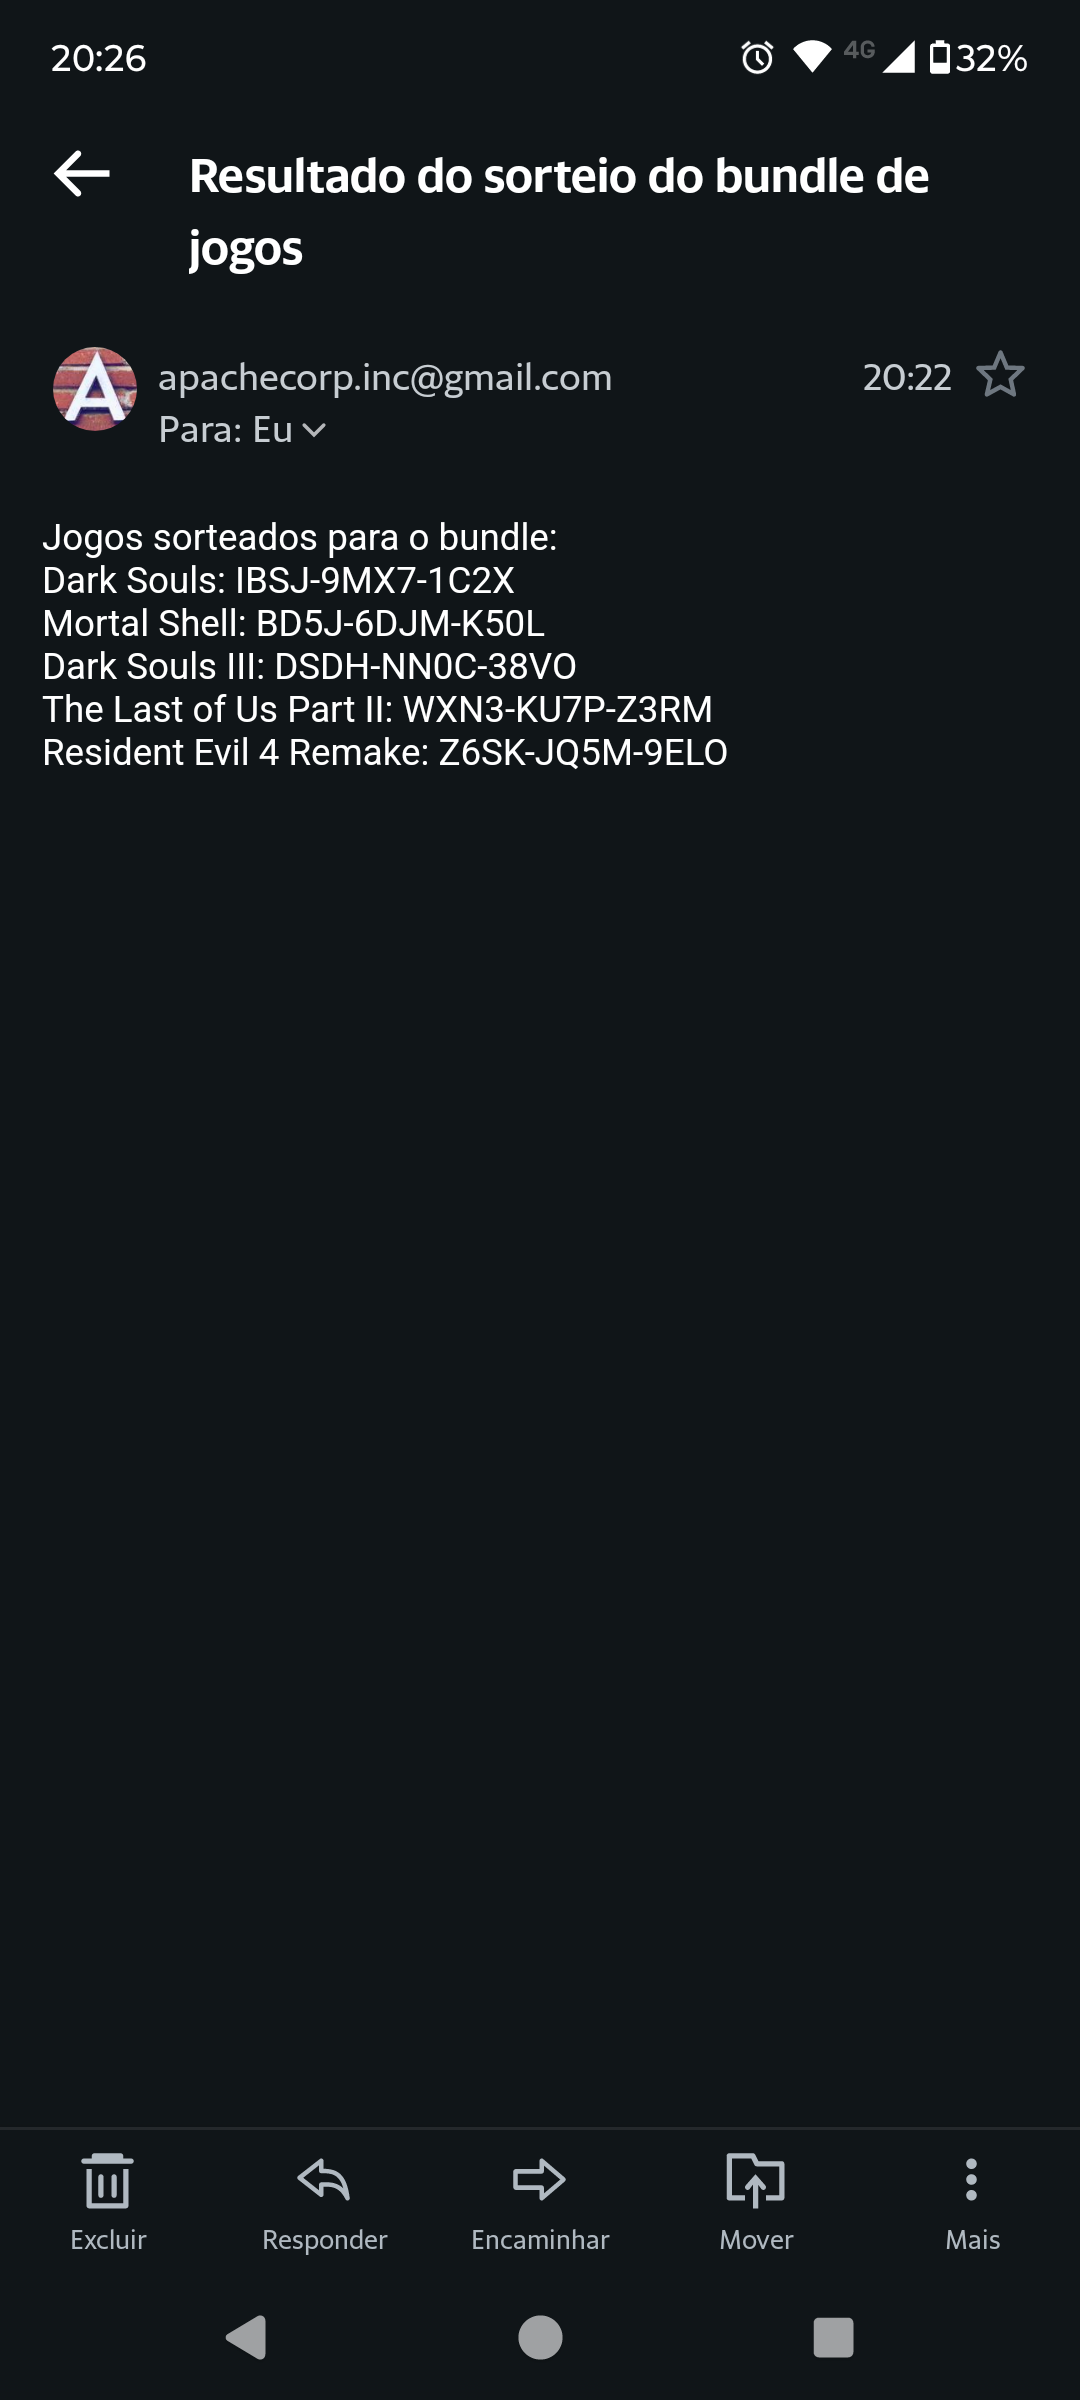 20:26
4G
32%
Resultado do sorteio do bundle de
jogos
A
apachecorp.inc@gmail.com
20:22
Para: Eu
Jogos sorteados para o bundle:
Dark Souls: IBSJ-9MX7-1C2X
Mortal Shell: BD5J-6DJM-K50L
Dark Souls III: DSDH-NN0C-38VO
The Last of Us Part II: WXN3-KU7P-Z3RM
Resident Evil 4 Remake: Z6SK-JQ5M-9ELO
Excluir
Responder
Encaminhar
Mover
Mais